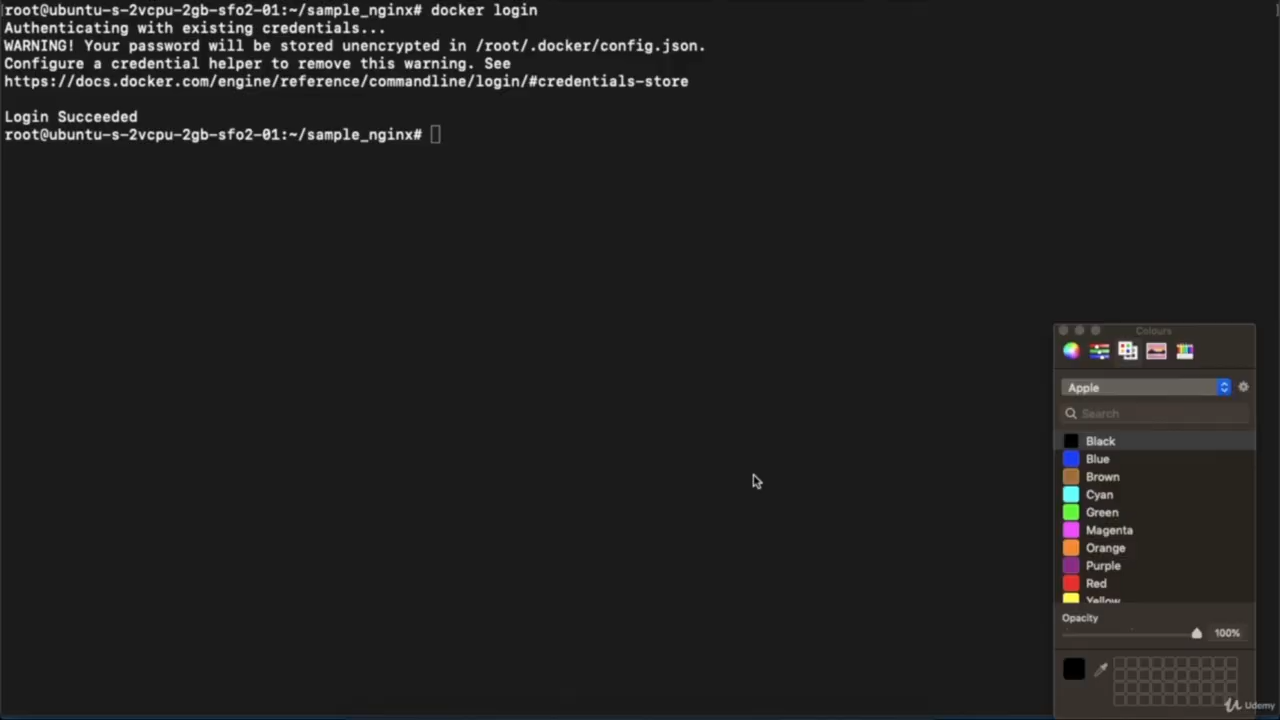 root@ubuntu-s-2vcpu-2gb-sfo2-01:~/sample_nginx# docker login
Authenticating with existing credentials...
WARNING! Your password will be stored unencrypted in /root/.docker/config.json.
Configure a credential helper to remove this warning. See
https://docs.docker.com/engine/reference/commandline/login/#credentials-store
Login Succeeded
root@ubuntu-s-2vcpu-2gb-sfo2-01:~/sample_nginx#
Colours
Apple
Search
Black
Blue
Brown
Cyan
Green
Magenta
Orange
Purple
Red
Yellow
Opacity
100%
Udemy